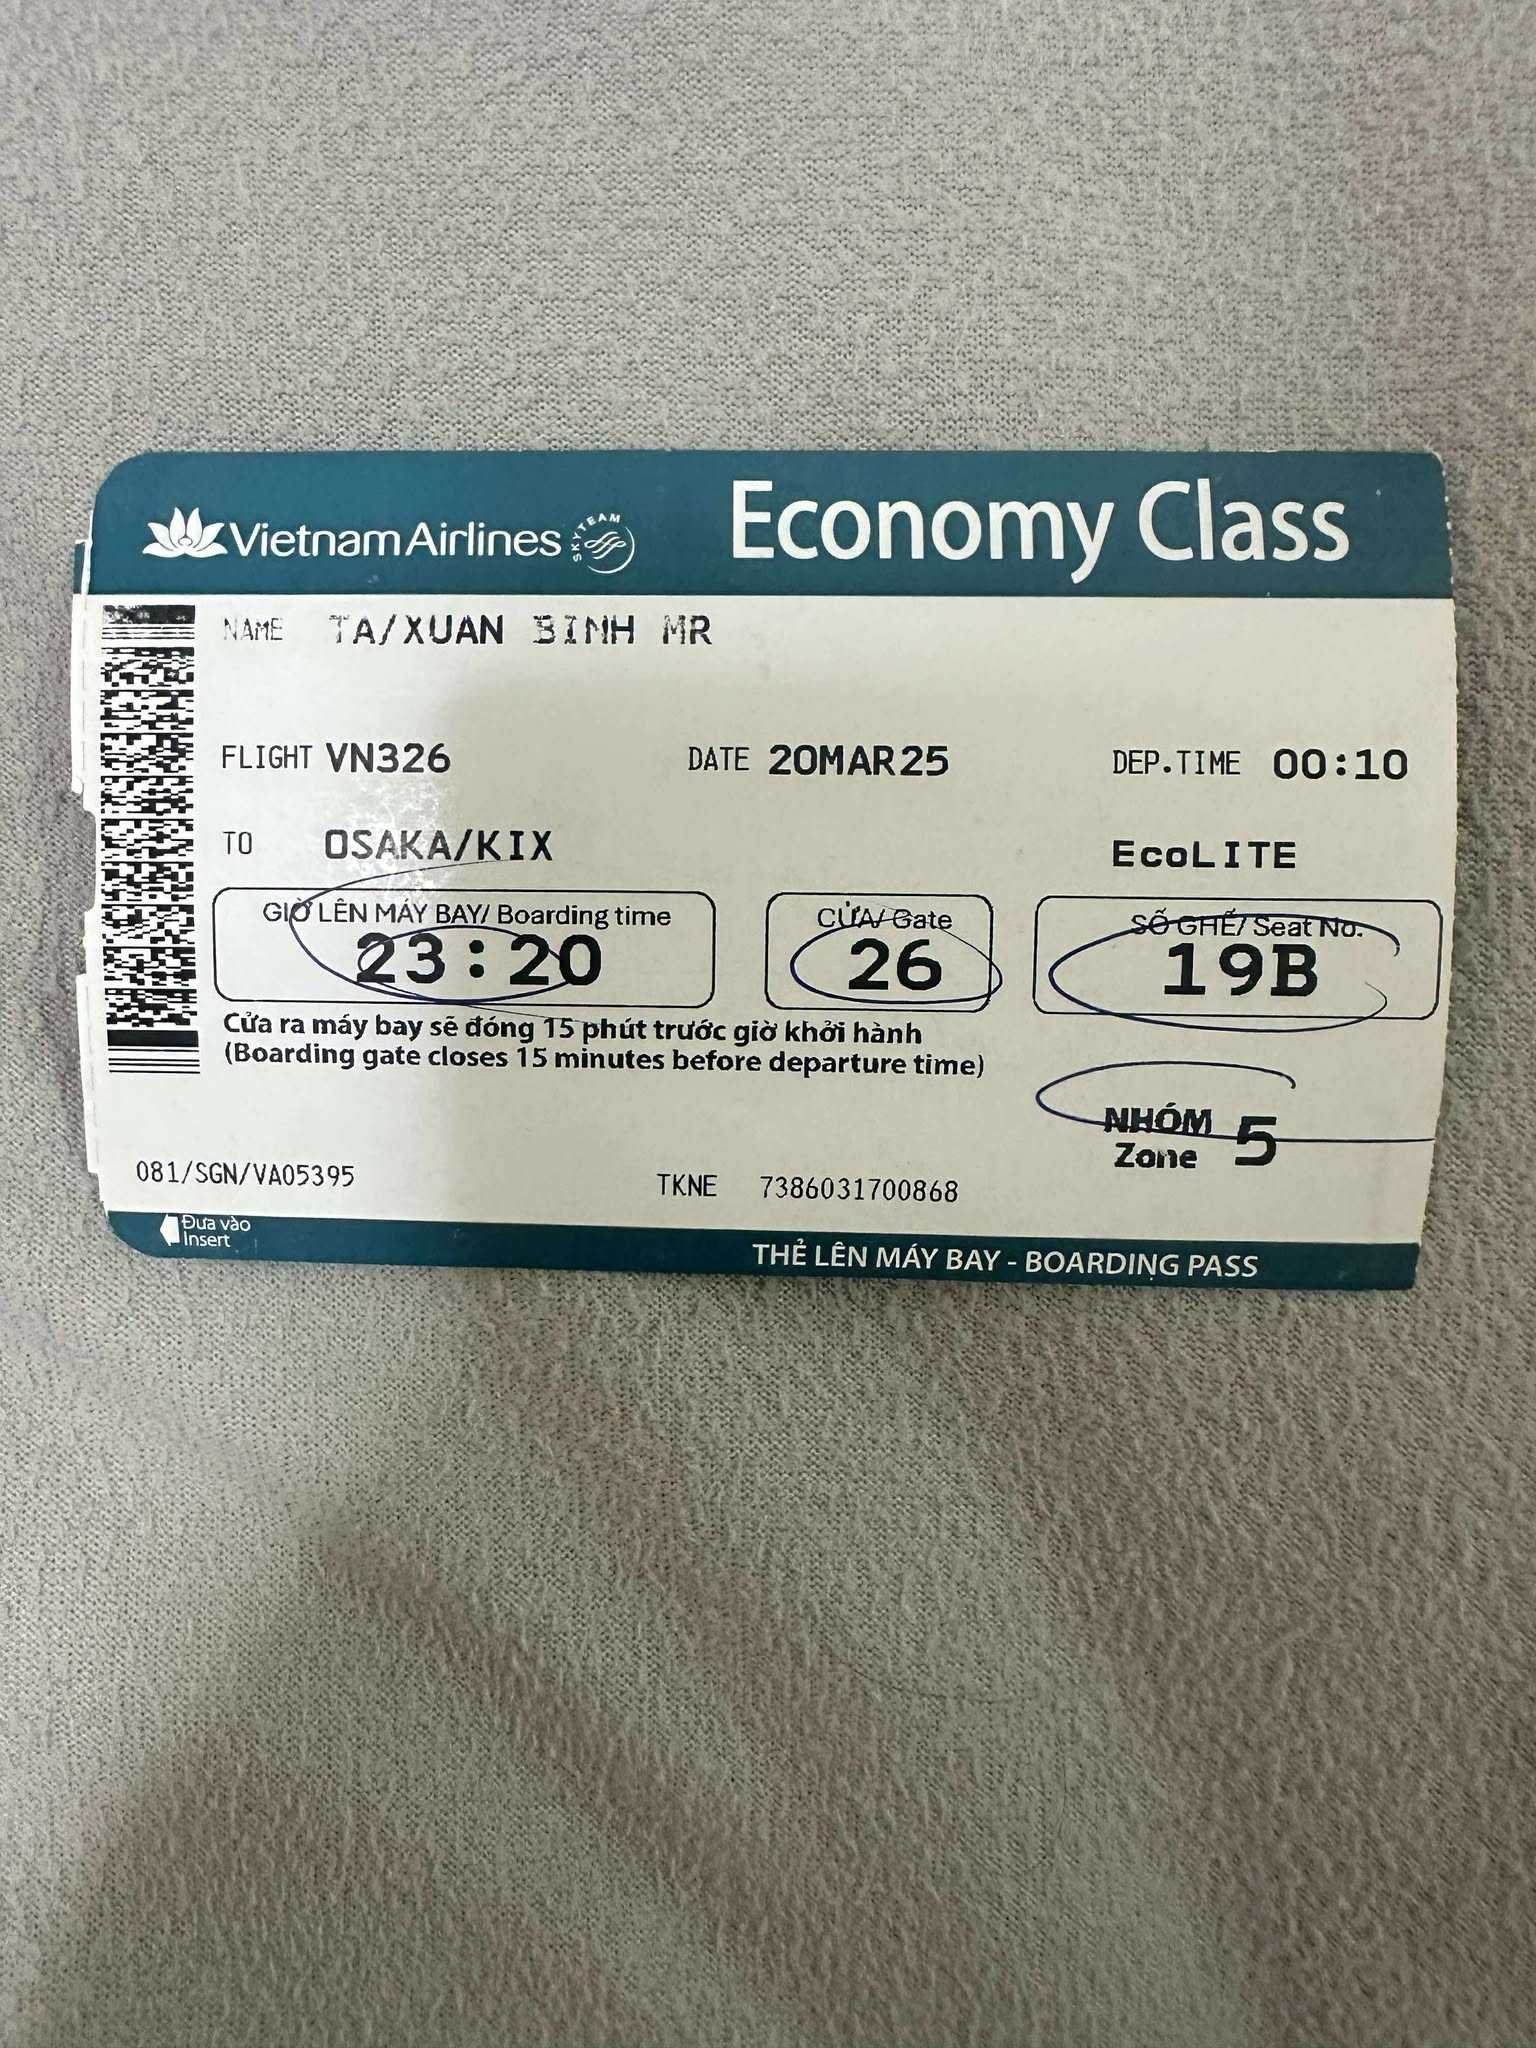 Vietnam Airlines SKYTEAM Economy Class
NAME TA/XUAN BINH MR
FLIGHT VN326 DATE 20MAR25 DEP.TIME 00:10
TO OSAKA/KIX EcoLITE
GIỜ LÊN MÁY BAY/ Boarding time CỬA/ Gate SỐ GHẾ/ Seat No.
23:20 26 19B
Cửa ra máy bay sẽ đóng 15 phút trước giờ khởi hành
(Boarding gate closes 15 minutes before departure time)
NHÓM 5
Zone
081/SGN/VA05395 TKNE 7386031700868
Đưa vào
Insert
THẺ LÊN MÁY BAY - BOARDING PASS